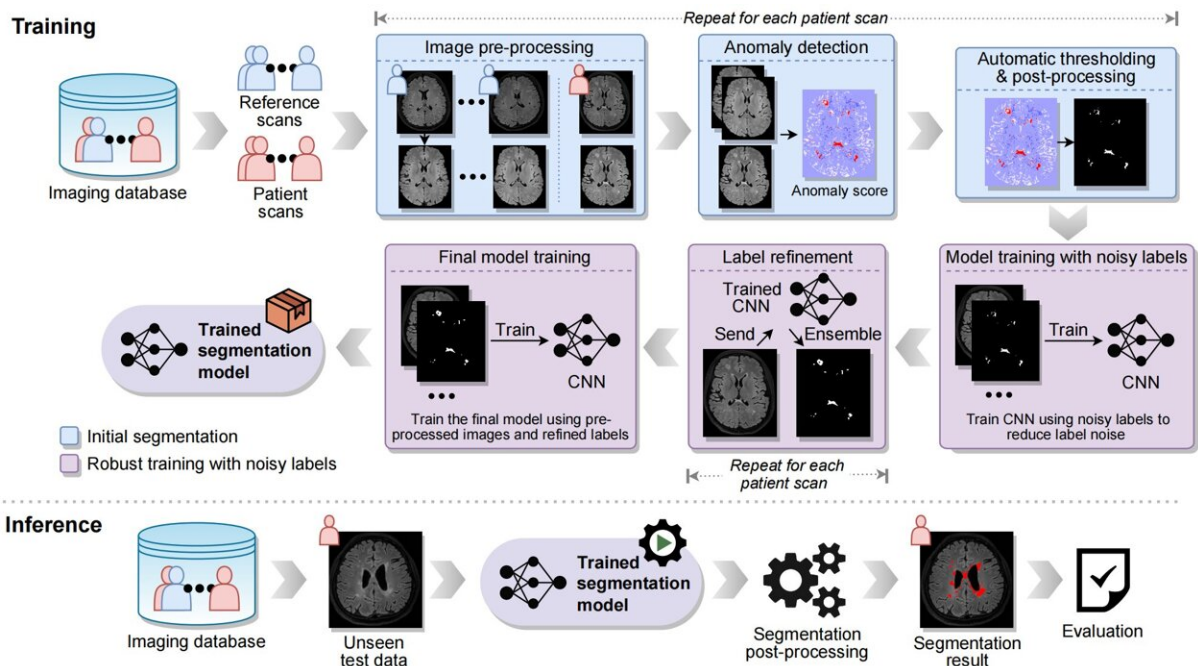 Training
Repeat for each patient scan
Imaging database
Reference
scans
Patient
scans
Image pre-processing
Anomaly detection
Anomaly score
Automatic thresholding
& post-processing
Model training with noisy labels
Train
CNN
Train CNN using noisy labels to
reduce label noise
Label refinement
Trained
CNN
Send
Ensemble
Repeat for each
patient scan
Final model training
Train
CNN
Train the final model using pre-
processed images and refined labels
Trained
segmentation
model
Initial segmentation
Robust training with noisy labels
Inference
Imaging database
Unseen
test data
Trained
segmentation
model
Segmentation
post-processing
Segmentation
result
Evaluation